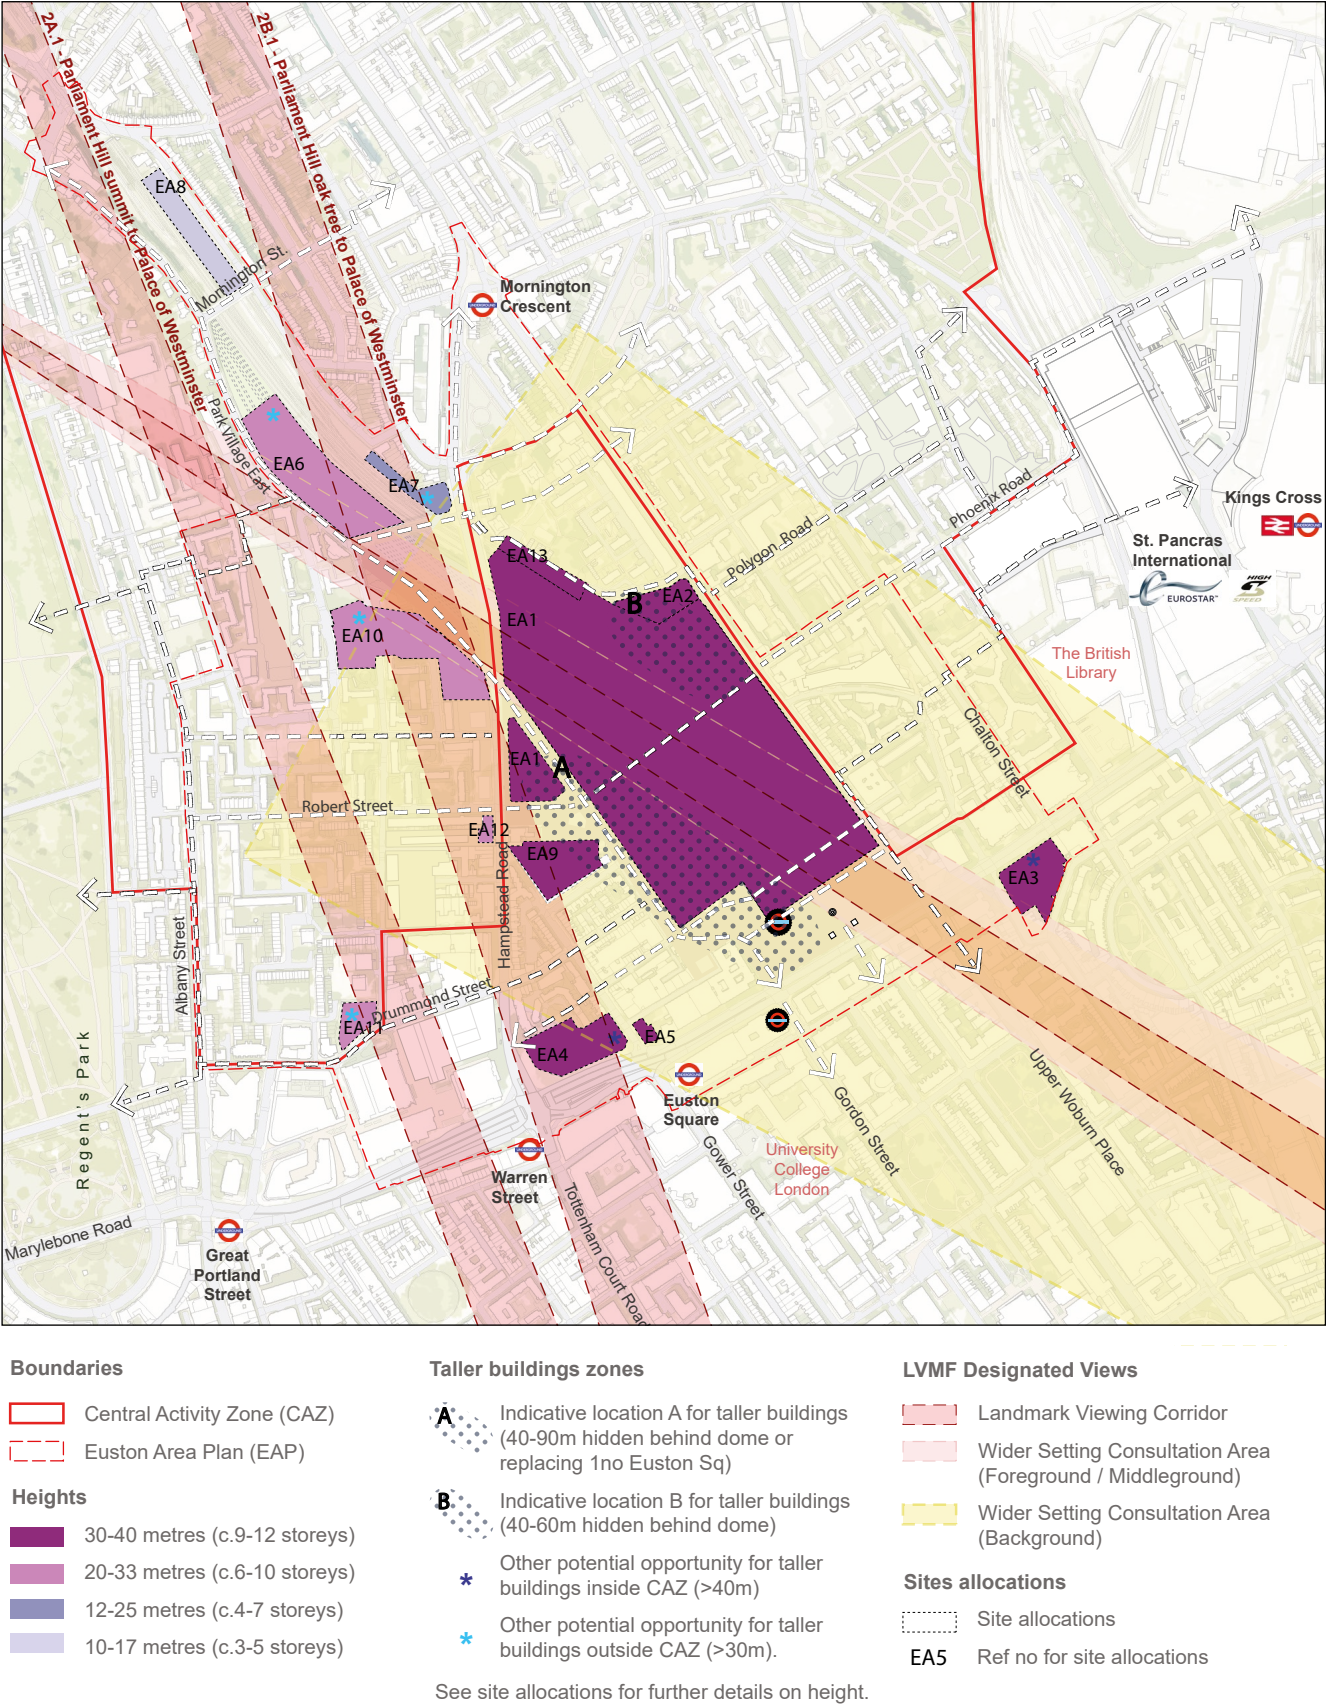 2A.1 - Parliament Hill summit to Palace of Westminster
2B.1 - Parliament Hill oak tree to Palace of Westminster
EA8
Mornington St.
Mornington
Crescent
Park Village East
EA6
EA7
Phoenix Road
Polygon Road
Kings Cross
St. Pancras
International
EUROSTAR™
HIGH
SPEED
EA13
B
EA2
EA1
EA10
The British
Library
Chalton Street
EA1
A
Robert Street
EA12
EA9
Hampstead Road
EA3
Albany Street
Drummond Street
EA11
EA4
EA5
Regent's Park
Euston
Square
Gordon Street
Upper Woburn Place
University
College
London
Gower Street
Warren
Street
Tottenham Court Road
Marylebone Road
Great
Portland
Street
Boundaries
Central Activity Zone (CAZ)
Euston Area Plan (EAP)
Heights
30-40 metres (c.9-12 storeys)
20-33 metres (c.6-10 storeys)
12-25 metres (c.4-7 storeys)
10-17 metres (c.3-5 storeys)
Taller buildings zones
A
Indicative location A for taller buildings
(40-90m hidden behind dome or
replacing 1no Euston Sq)
B
Indicative location B for taller buildings
(40-60m hidden behind dome)
* Other potential opportunity for taller
buildings inside CAZ (>40m)
* Other potential opportunity for taller
buildings outside CAZ (>30m).
See site allocations for further details on height.
LVMF Designated Views
Landmark Viewing Corridor
Wider Setting Consultation Area
(Foreground / Middleground)
Wider Setting Consultation Area
(Background)
Sites allocations
Site allocations
EA5 Ref no for site allocations